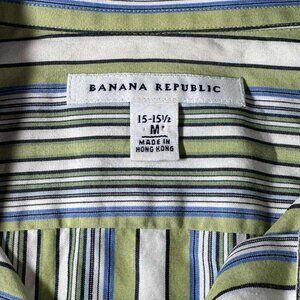 BANANA REPUBLIC
15-15½
M
MADE IN
HONG KONG